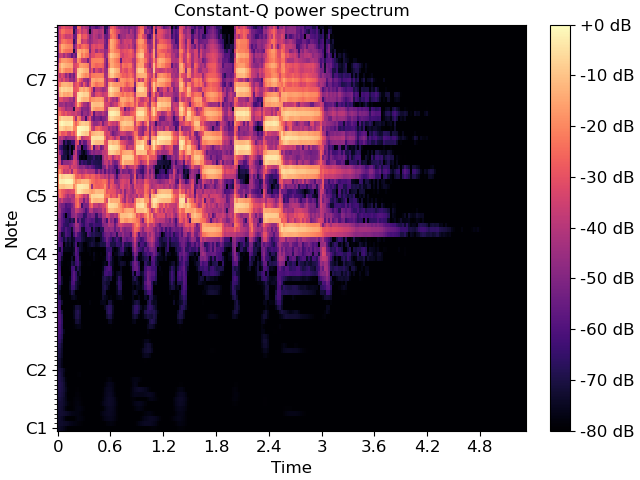 Constant-Q power spectrum
+0 dB
-10 dB
-20 dB
-30 dB
-40 dB
-50 dB
-60 dB
-70 dB
-80 dB
Note
C7
C6
C5
C4
C3
C2
C1
0 0.6 1.2 1.8 2.4 3 3.6 4.2 4.8
Time